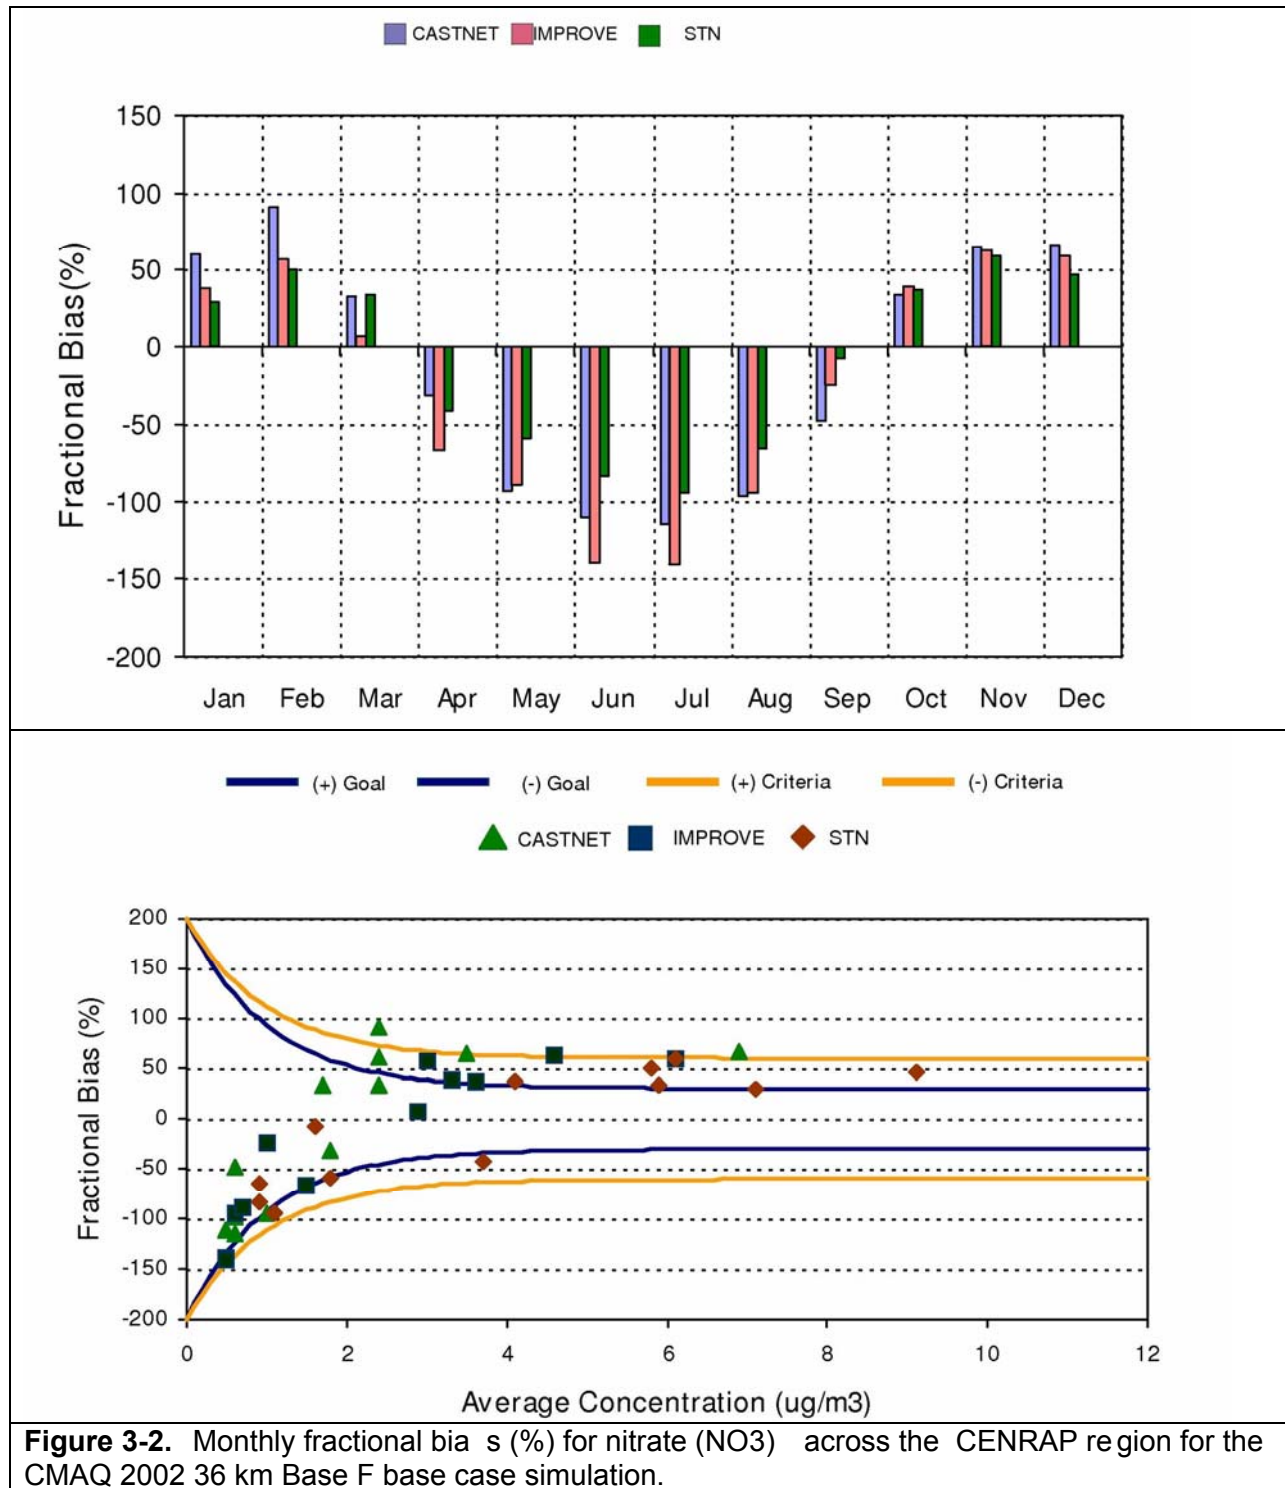 CASTNET IMPROVE STN
150
100
50
0
-50
-100
-150
-200
Fractional Bias(%)
Jan Feb Mar Apr May Jun Jul Aug Sep Oct Nov Dec
(+) Goal (-) Goal (+) Criteria (-) Criteria
CASTNET IMPROVE STN
200
150
100
50
0
-50
-100
-150
-200
Fractional Bias (%)
0 2 4 6 8 10 12
Average Concentration (ug/m3)
Figure 3-2. Monthly fractional bia s (%) for nitrate (NO3) across the CENRAP re gion for the
CMAQ 2002 36 km Base F base case simulation.